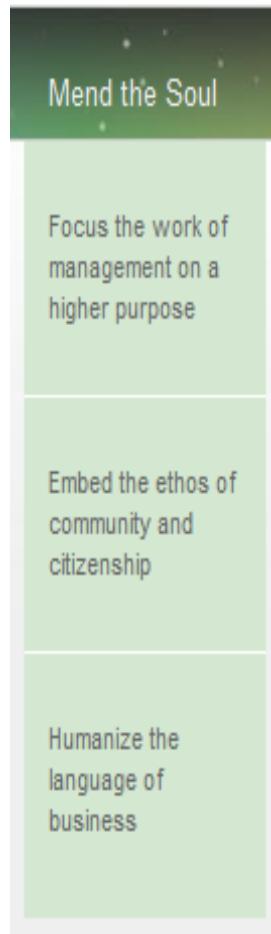 Mend the Soul
Focus the work of
management on a
higher purpose
Embed the ethos of
community and
citizenship
Humanize the
language of
business